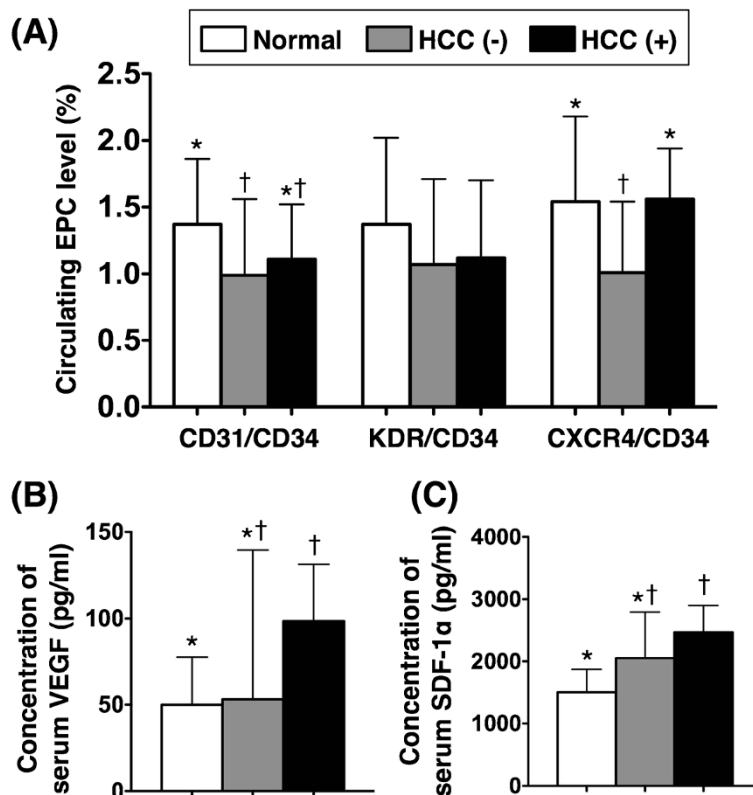 (A)
Normal HCC (-) HCC (+)
Circulating EPC level (%)
2.5
2.0
1.5
1.0
0.5
0.0
* † *† * † *
CD31/CD34 KDR/CD34 CXCR4/CD34
(B)
Concentration of
serum VEGF (pg/ml)
150
100
50
0
* *† †
(C)
Concentration of
serum SDF-1α (pg/ml)
4000
3000
2000
1000
0
* *† †